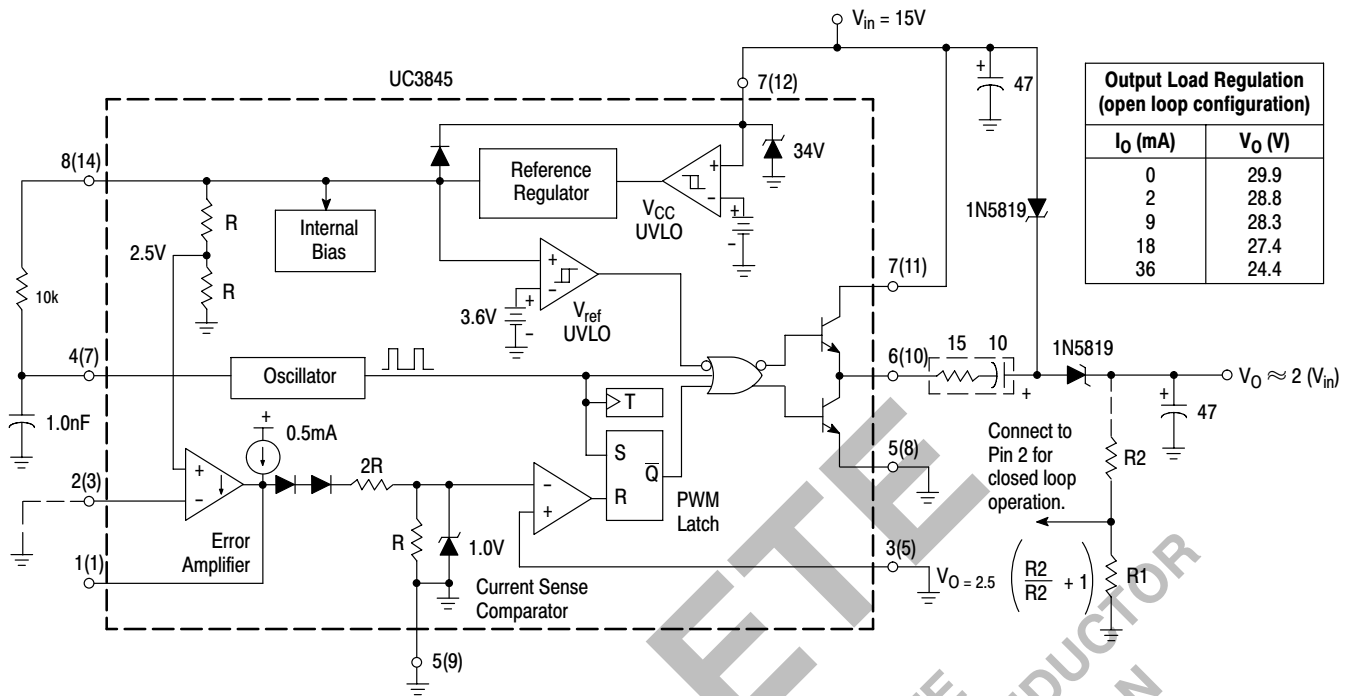 V_in = 15V
UC3845
7(12)
+
47
Output Load Regulation
(open loop configuration)
I_O (mA) V_O (V)
0 29.9
2 28.8
9 28.3
18 27.4
36 24.4
8(14)
34V
Reference
Regulator
+
-
V_CC
UVLO
+
-
1N5819
R
Internal
Bias
2.5V
R
10k
+
-
3.6V
+
-
V_ref
UVLO
7(11)
4(7)
Oscillator
6(10)
15 10
+
1N5819
V_O ≈ 2 (V_in)
+
47
T
1.0nF
+
0.5mA
2R
S
Q̄
R
PWM
Latch
5(8)
Connect to
Pin 2 for
closed loop
operation.
R2
2(3)
+
-
Error
Amplifier
R
1.0V
-
+
Current Sense
Comparator
1(1)
3(5)
V_O = 2.5 (R2/R2 + 1)
R1
5(9)
ETE